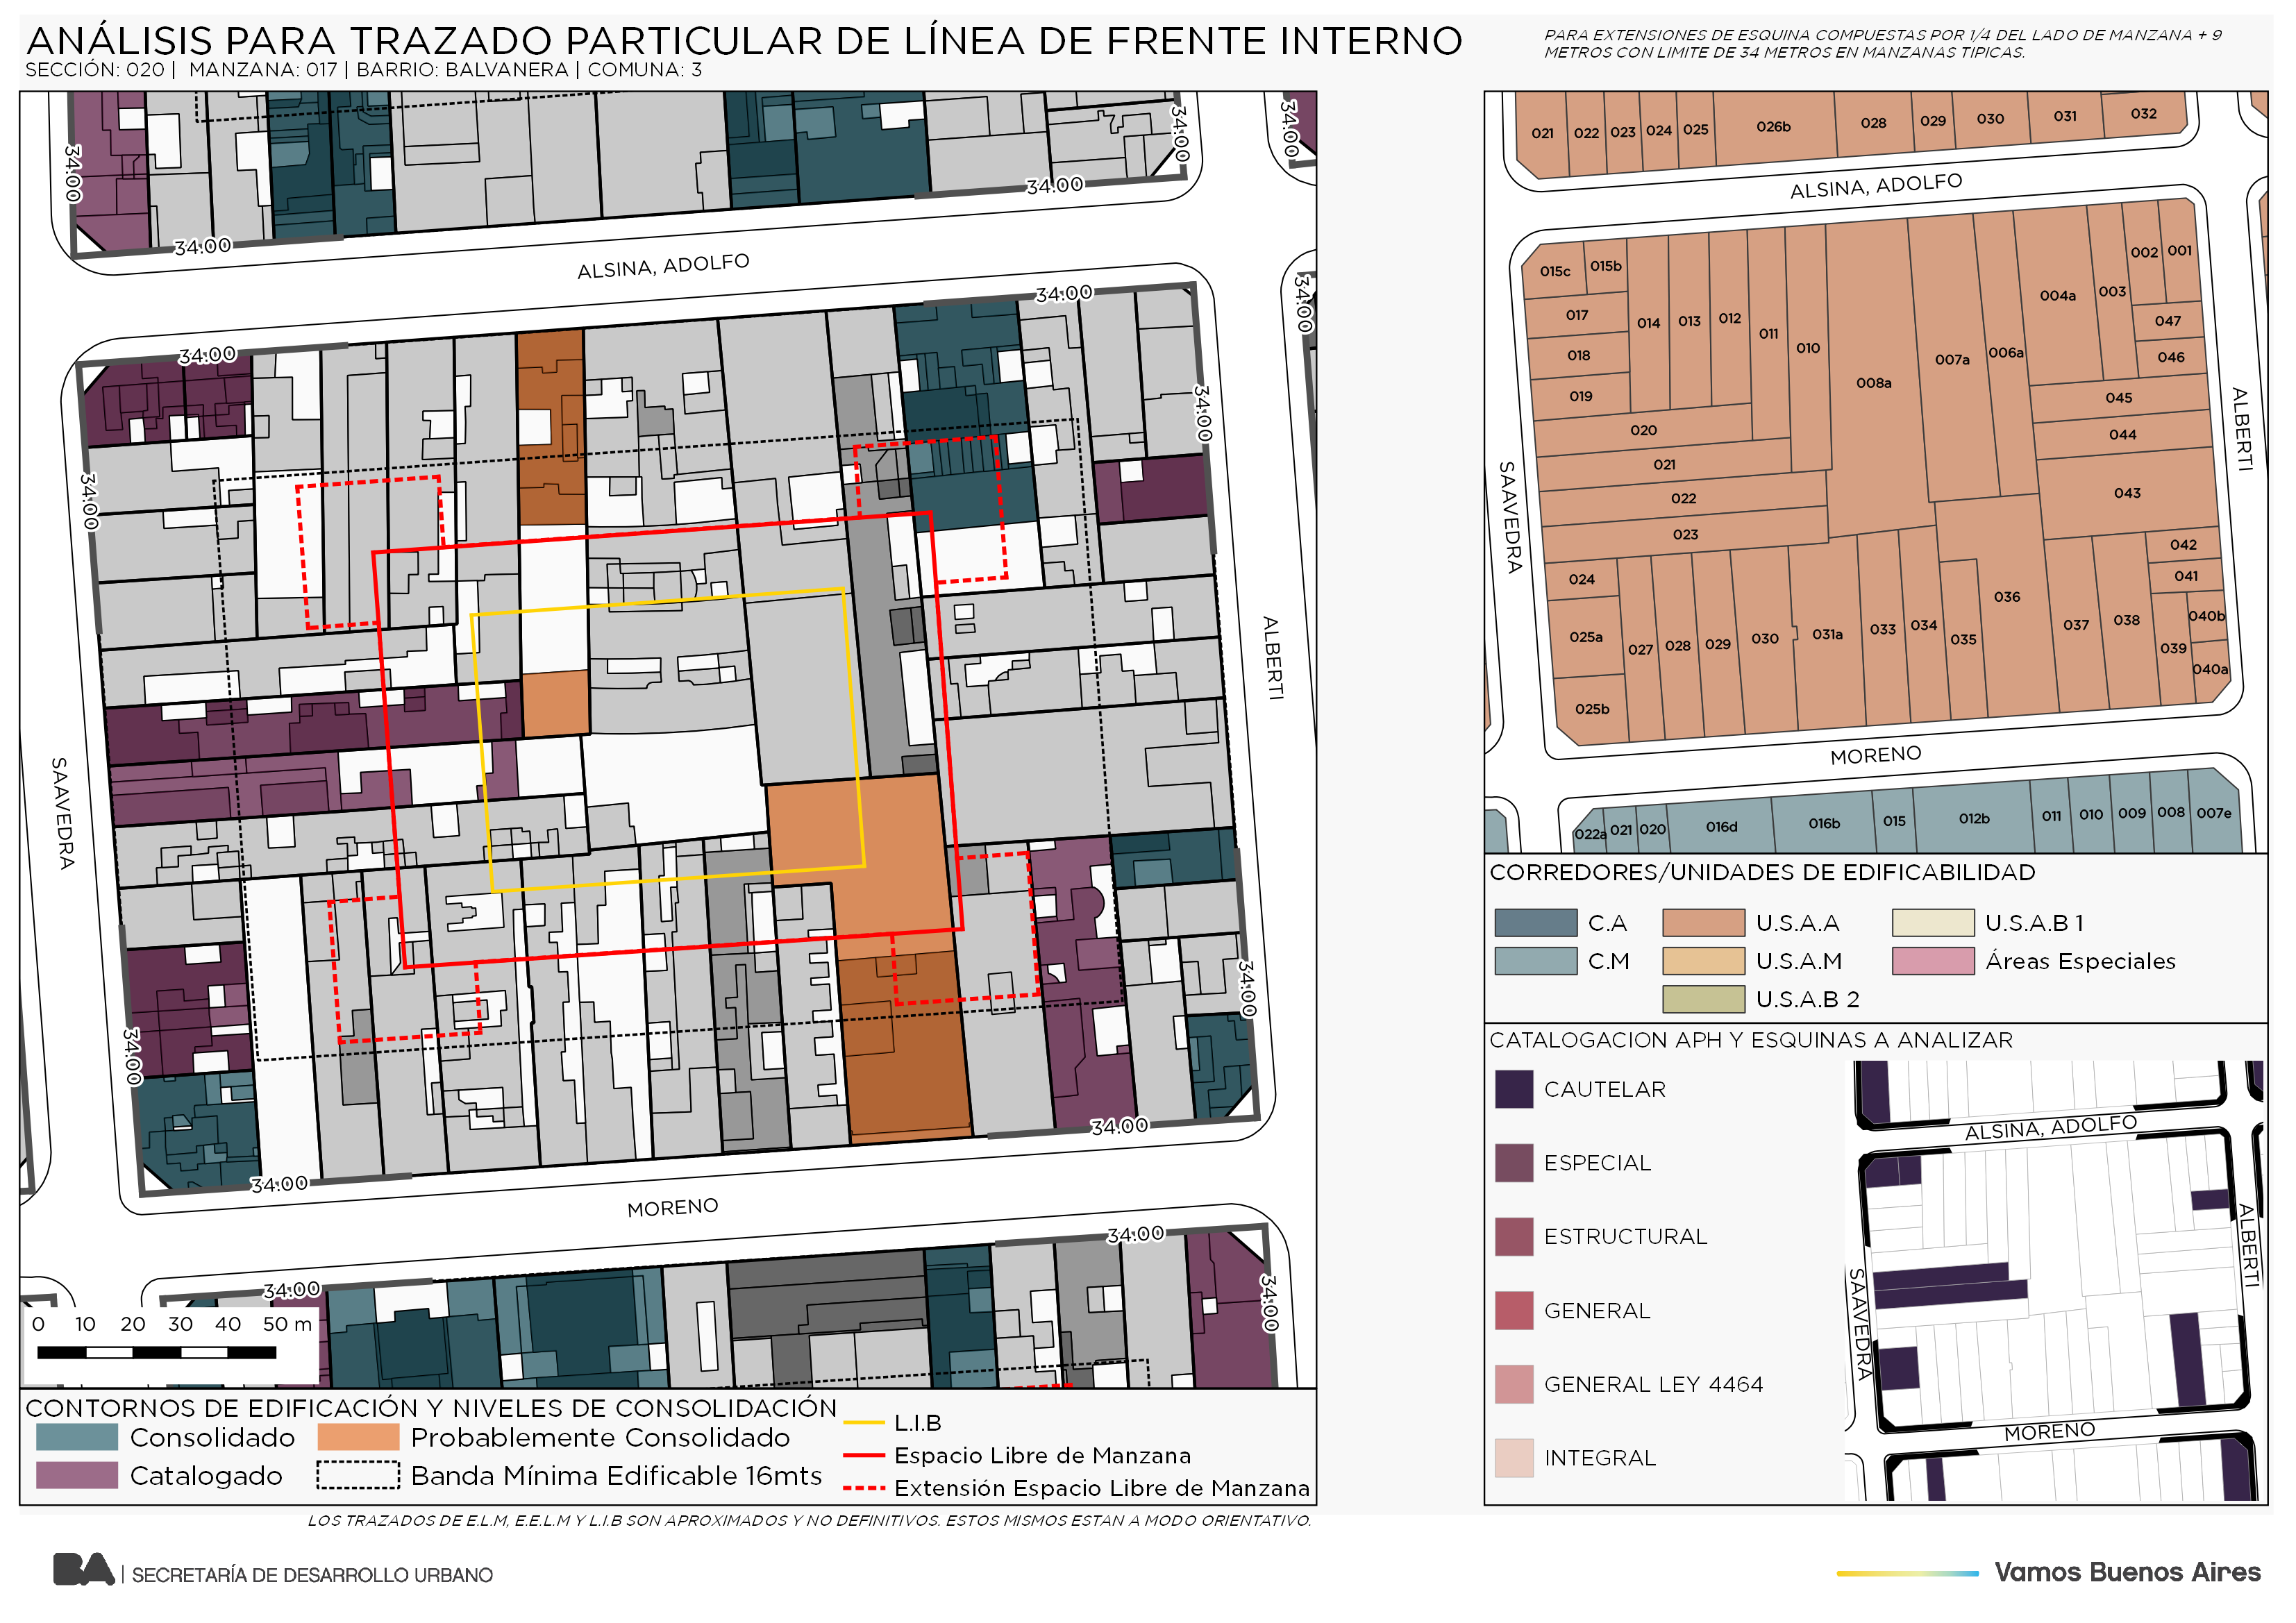 ANÁLISIS PARA TRAZADO PARTICULAR DE LÍNEA DE FRENTE INTERNO
SECCIÓN: 020 | MANZANA: 017 | BARRIO: BALVANERA | COMUNA: 3
PARA EXTENSIONES DE ESQUINA COMPUESTAS POR 1/4 DEL LADO DE MANZANA + 9
METROS CON LIMITE DE 34 METROS EN MANZANAS TIPICAS.
34.00
34.00
34.00
34.00
34.00
ALSINA, ADOLFO
34.00
34.00
34.00
34.00
34.00
ALBERTI
SAAVEDRA
34.00
34.00
34.00
34.00
MORENO
34.00
34.00
34.00
0 10 20 30 40 50 m
CONTORNOS DE EDIFICACIÓN Y NIVELES DE CONSOLIDACIÓN
Consolidado
Probablemente Consolidado
Catalogado
Banda Mínima Edificable 16mts
L.I.B
Espacio Libre de Manzana
Extensión Espacio Libre de Manzana
LOS TRAZADOS DE E.L.M, E.E.L.M Y L.I.B SON APROXIMADOS Y NO DEFINITIVOS. ESTOS MISMOS ESTAN A MODO ORIENTATIVO.
021 022 023 024 025 026b 028 029 030 031 032
ALSINA, ADOLFO
015c 015b 014 013 012 011 010 008a 007a 006a 004a 003 002 001
017
018
019
020
021
022
023
047
046
045
044
043
042
041
024
025a
025b
027 028 029 030 031a 033 034 035 036 037 038 039 040b
040a
SAAVEDRA
ALBERTI
MORENO
022a 021 020 016d 016b 015 012b 011 010 009 008 007e
CORREDORES/UNIDADES DE EDIFICABILIDAD
C.A
U.S.A.A
U.S.A.B 1
C.M
U.S.A.M
Áreas Especiales
U.S.A.B 2
CATALOGACION APH Y ESQUINAS A ANALIZAR
CAUTELAR
ESPECIAL
ESTRUCTURAL
GENERAL
GENERAL LEY 4464
INTEGRAL
ALSINA, ADOLFO
ALBERTI
SAAVEDRA
MORENO
BA | SECRETARÍA DE DESARROLLO URBANO
Vamos Buenos Aires